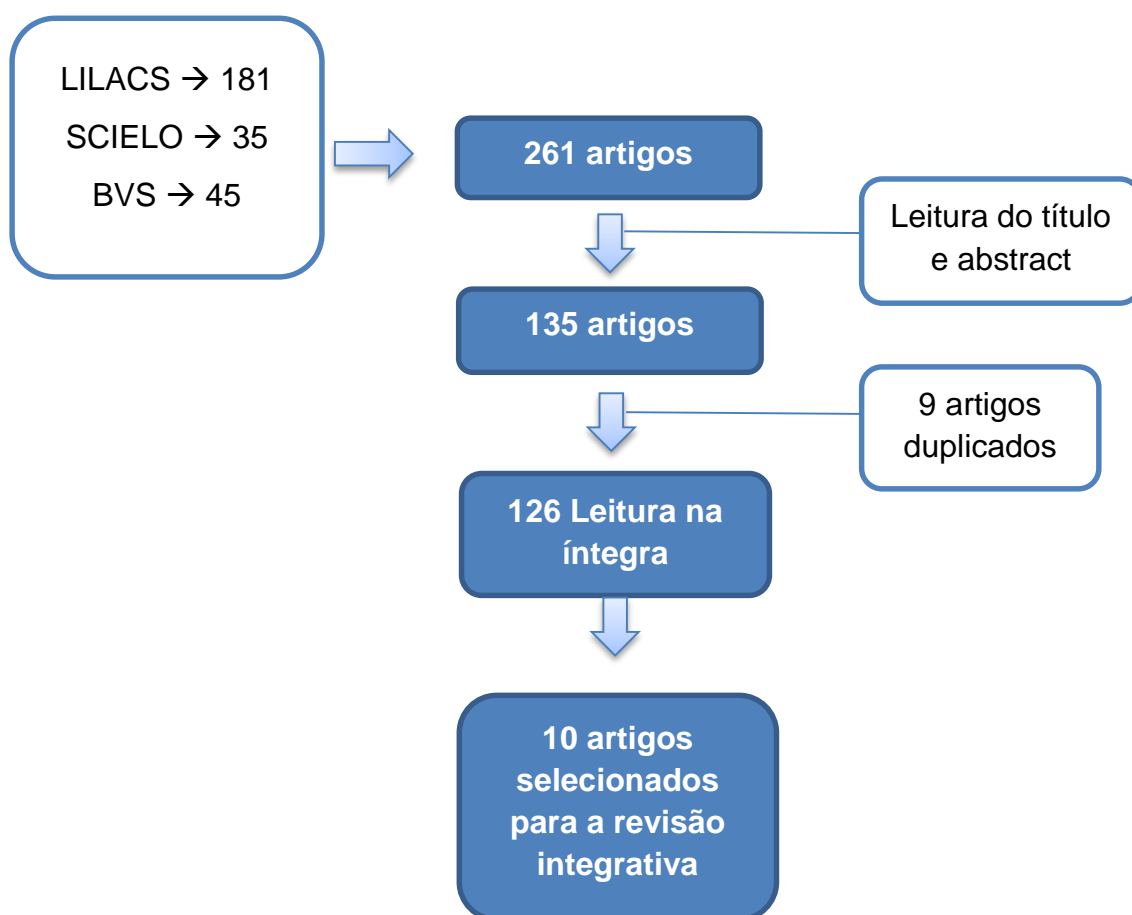 LILACS → 181
SCIELO → 35
BVS → 45
261 artigos
Leitura do título
e abstract
135 artigos
9 artigos
duplicados
126 Leitura na
íntegra
10 artigos
selecionados
para a revisão
integrativa